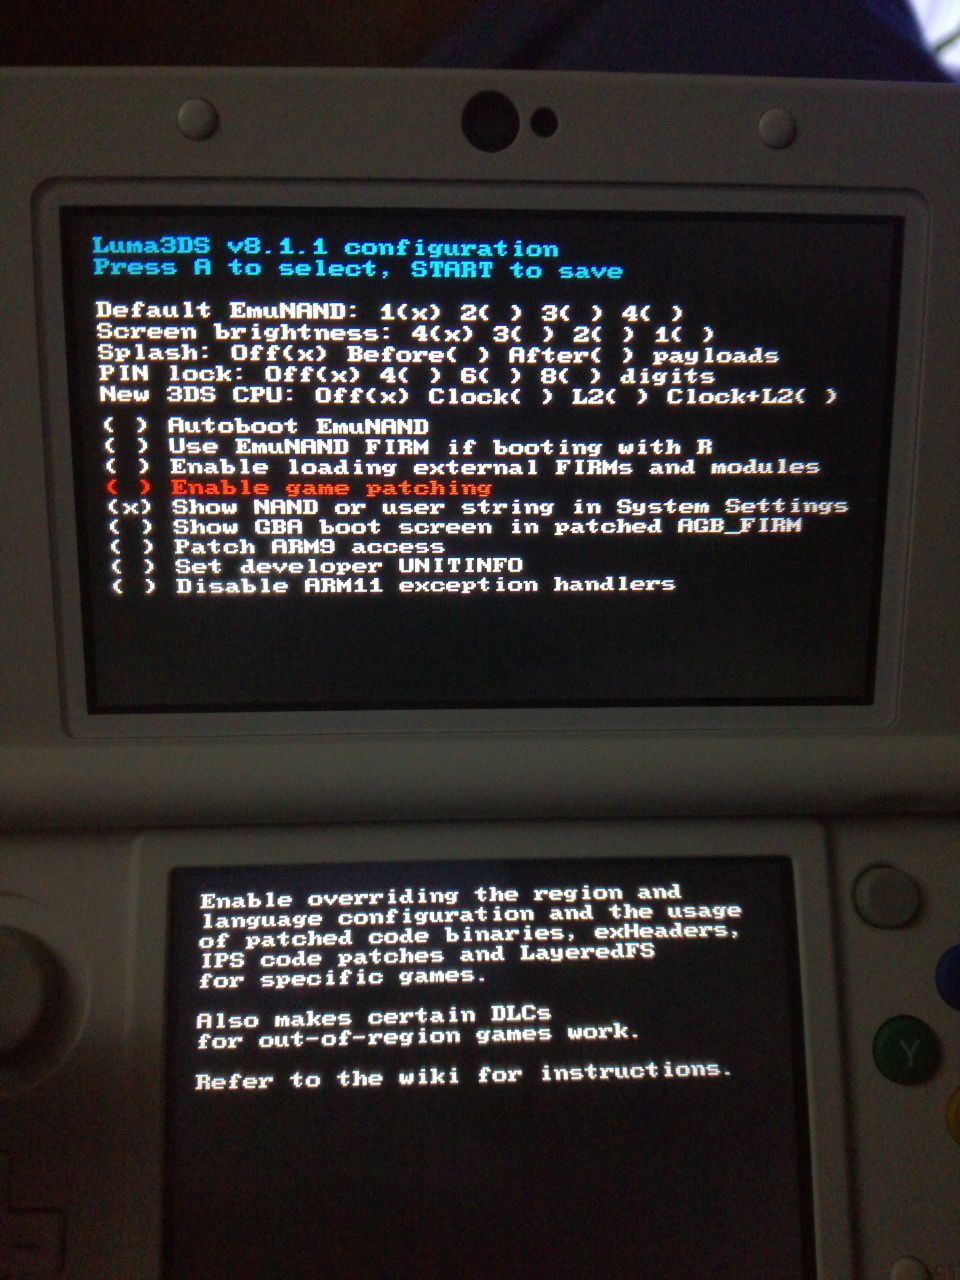 Luma3DS v8.1.1 configuration
Press A to select, START to save
Default EmuNAND: 1(x) 2( ) 3( ) 4( )
Screen brightness: 4(x) 3( ) 2( ) 1( )
Splash: Off(x) Before( ) After( ) payloads
PIN lock: Off(x) 4( ) 6( ) 8( ) digits
New 3DS CPU: Off(x) Clock( ) L2( ) Clock+L2( )
( ) Autoboot EmuNAND
( ) Use EmuNAND FIRM if booting with R
( ) Enable loading external FIRMs and modules
( ) Enable game patching
(x) Show NAND or user string in System Settings
( ) Show GBA boot screen in patched AGB_FIRM
( ) Patch ARM9 access
( ) Set developer UNITINFO
( ) Disable ARM11 exception handlers
Enable overriding the region and
language configuration and the usage
of patched code binaries, exHeaders,
IPS code patches and LayeredFS
for specific games.
Also makes certain DLCs
for out-of-region games work.
Refer to the wiki for instructions.
Y